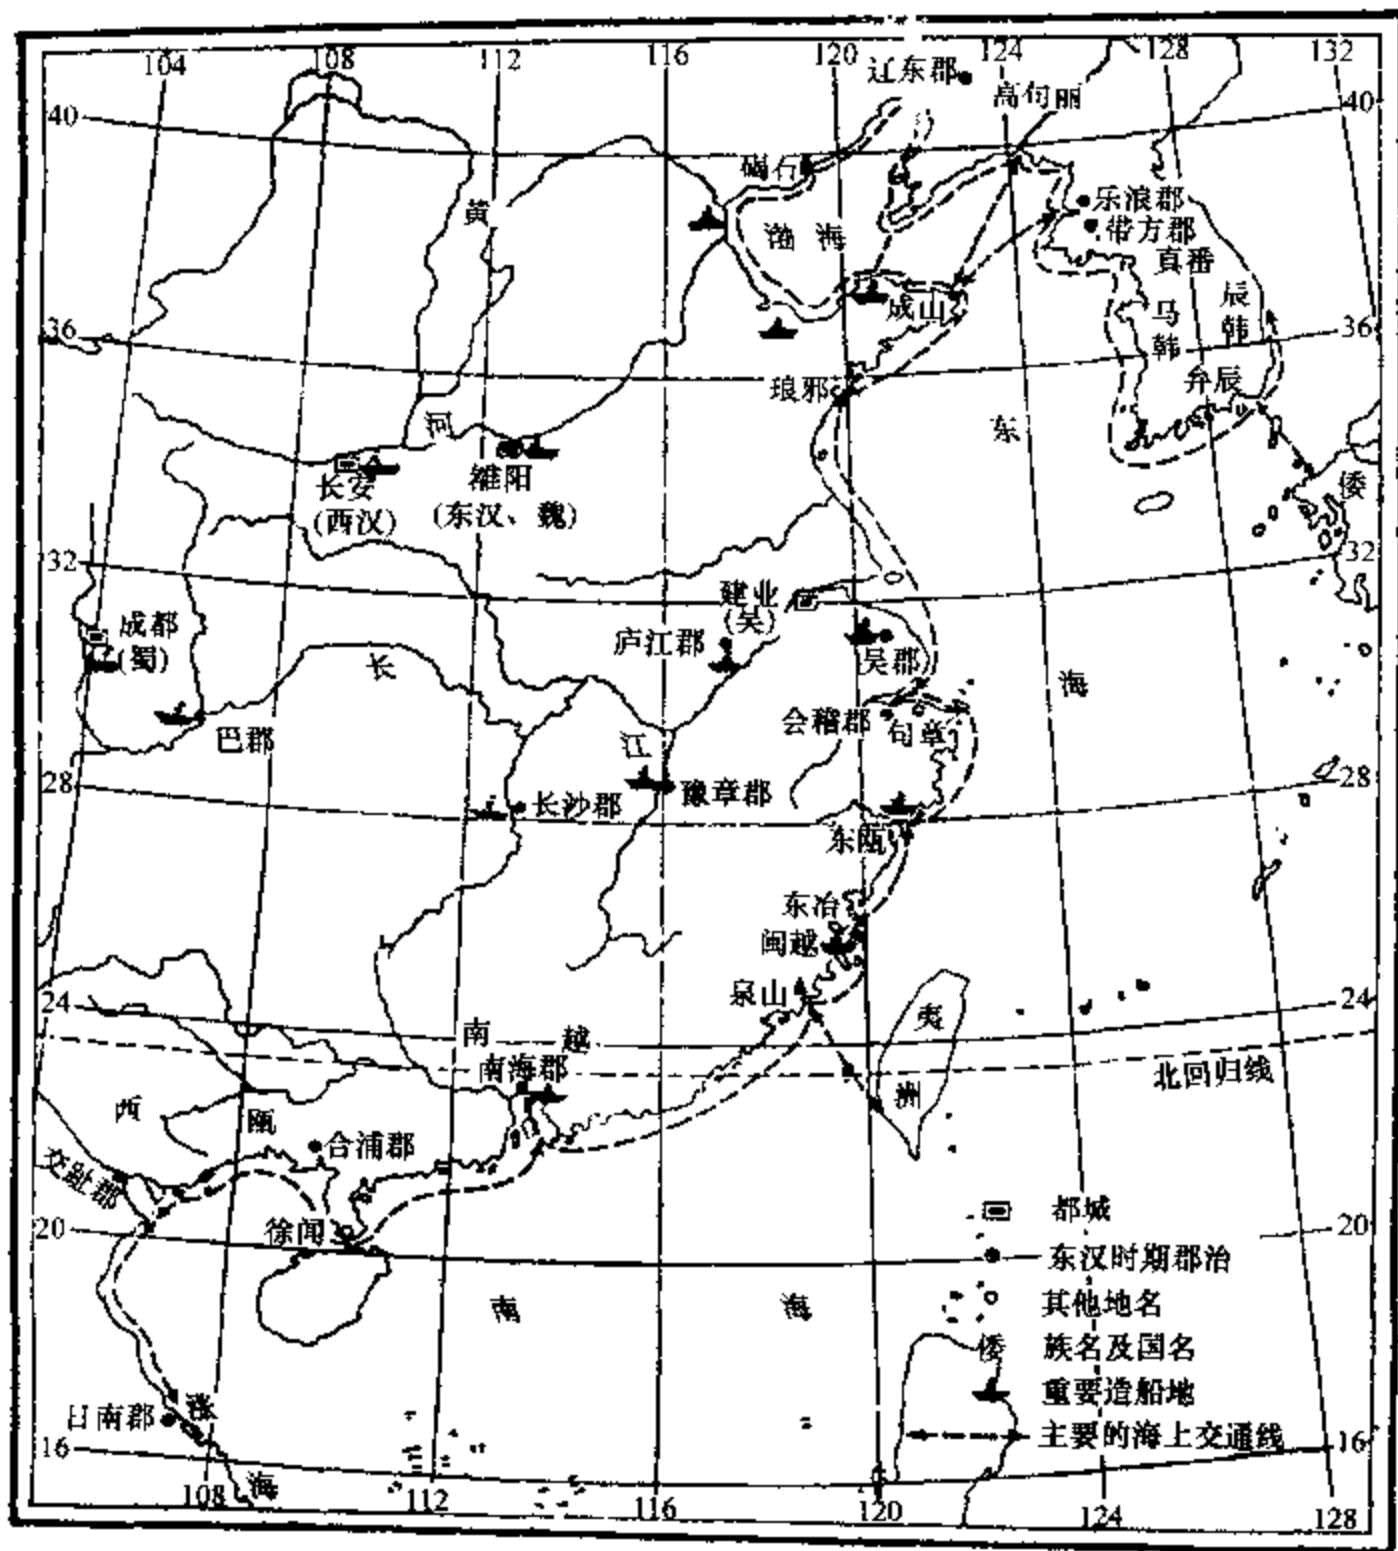 104 108 112 116 120 124 128 132
辽东郡
高句丽
40 40
碣石
黄
渤海
乐浪郡
带方郡
真番
成山
马韩
辰韩
36 36
弁辰
琅邪
河
东
长安
(西汉)
雒阳
(东汉、魏)
倭
32 32
建业
(吴)
成都
(蜀)
庐江郡
吴郡
长
海
会稽郡
句章
巴郡
江
28 28
长沙郡
豫章郡
东瓯
东冶
闽越
泉山
24 24
南越
夷洲
南海郡
北回归线
西瓯
合浦郡
交趾郡
20 20
徐闻
都城
东汉时期郡治
南海
其他地名
倭 族名及国名
重要造船地
日南郡
涨海
主要的海上交通线
16 16
108 112 116 120 124 128